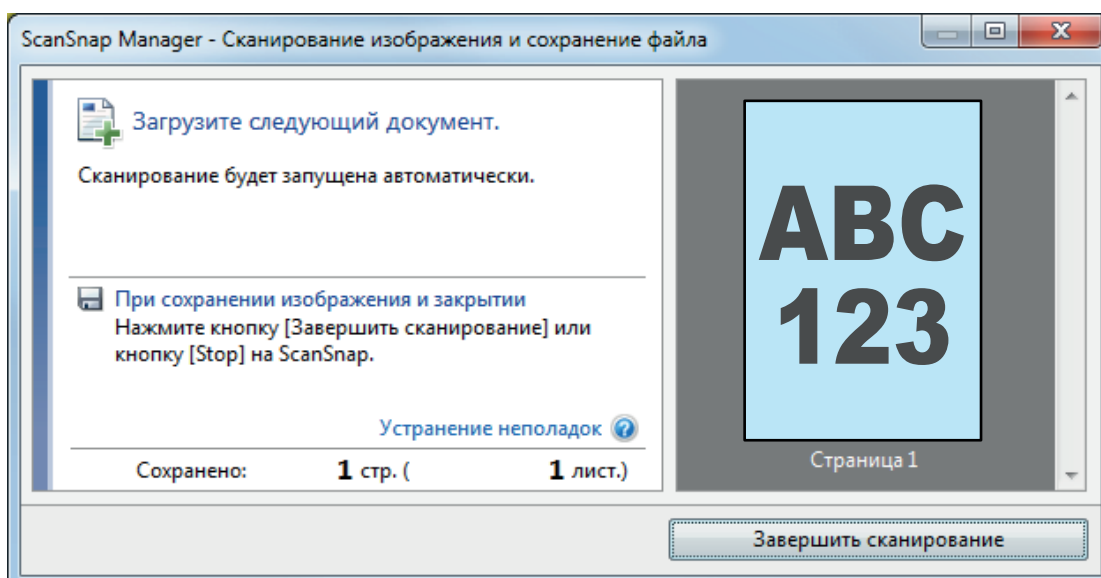 ScanSnap Manager - Сканирование изображения и сохранение файла
Загрузите следующий документ.
Сканирование будет запущена автоматически.
При сохранении изображения и закрытии
Нажмите кнопку [Завершить сканирование] или
кнопку [Stop] на ScanSnap.
Устранение неполадок
Сохранено: 1 стр. ( 1 лист.)
ABC
123
Страница 1
Завершить сканирование